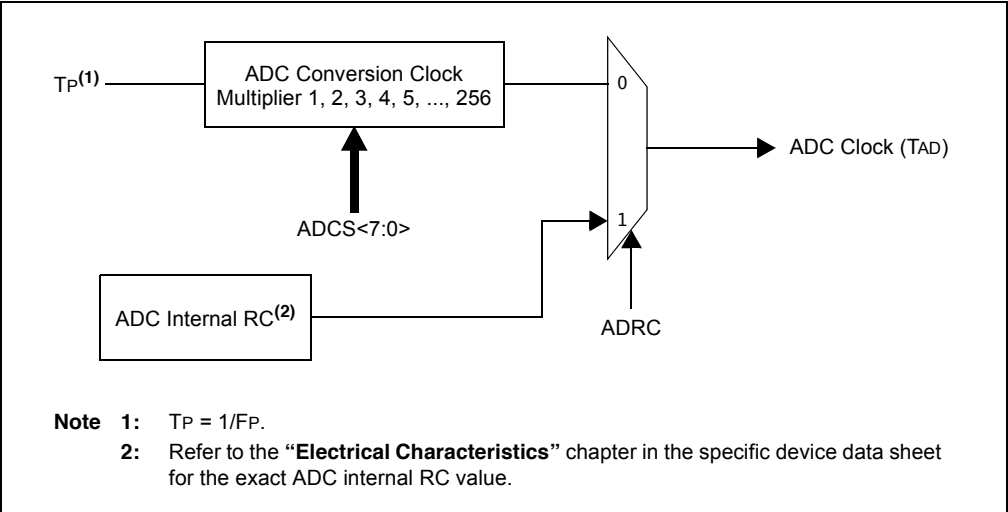 TP(1)
ADC Conversion Clock
Multiplier 1, 2, 3, 4, 5, ..., 256
0
ADC Clock (TAD)
ADCS<7:0>
1
ADC Internal RC(2)
ADRC
Note 1: TP = 1/FP.
2: Refer to the “Electrical Characteristics” chapter in the specific device data sheet
for the exact ADC internal RC value.